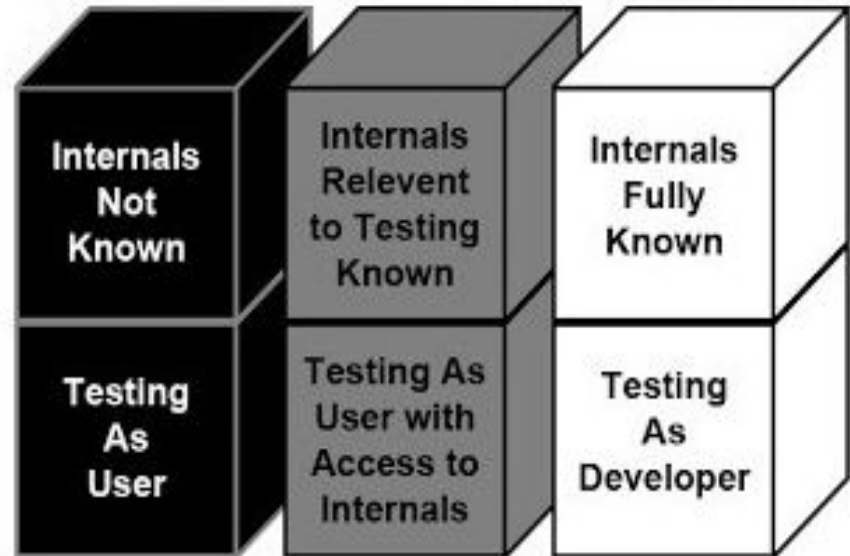 Internals
Not
Known
Internals
Relevent
to Testing
Known
Internals
Fully
Known
Testing
As
User
Testing As
User with
Access to
Internals
Testing
As
Developer